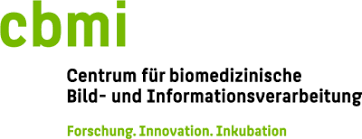 cbmi
Centrum für biomedizinische
Bild- und Informationsverarbeitung
Forschung. Innovation. Inkubation